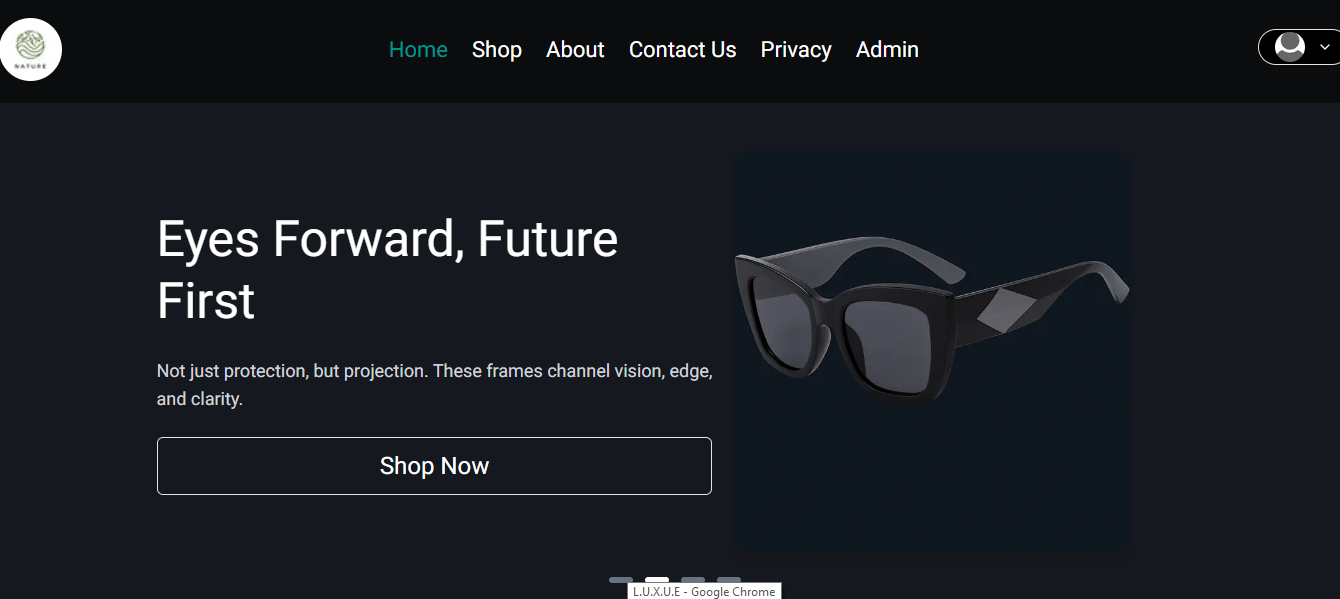 NATURE
Home Shop About Contact Us Privacy Admin
Eyes Forward, Future
First
Not just protection, but projection. These frames channel vision, edge,
and clarity.
Shop Now
L.U.X.U.E - Google Chrome